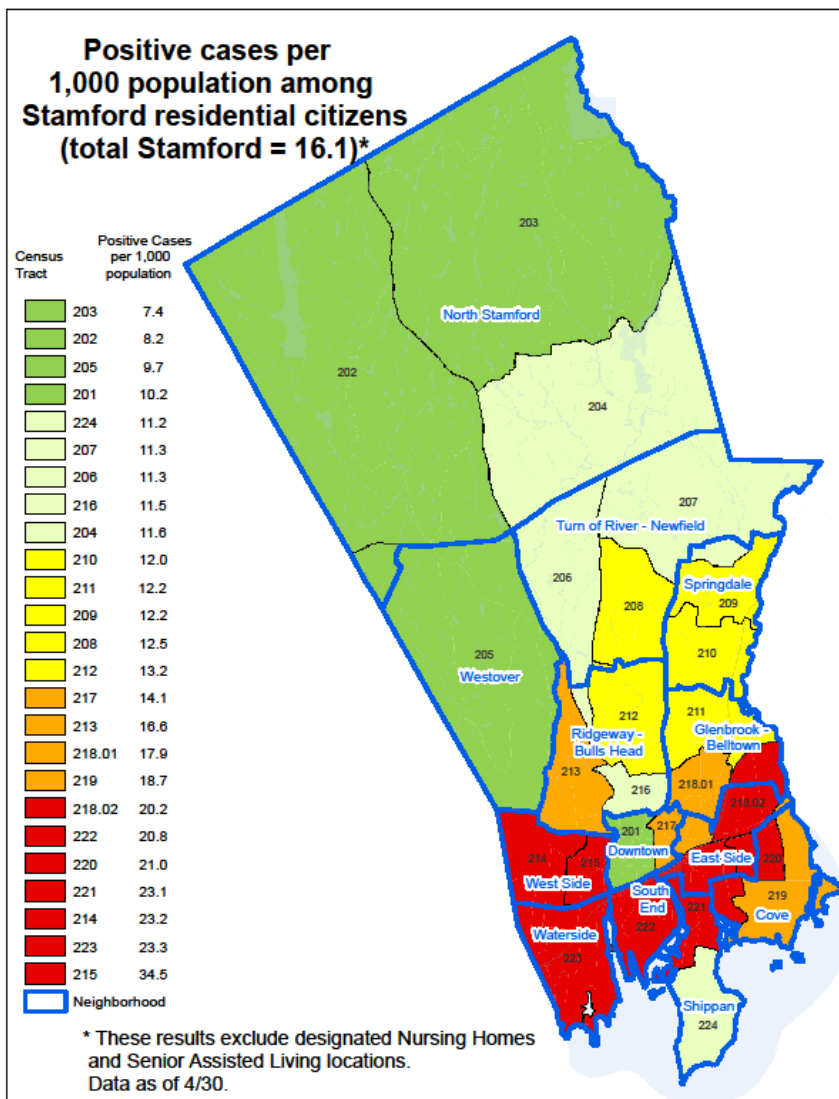 Positive cases per
1,000 population among
Stamford residential citizens
(total Stamford = 16.1)*
Census
Tract
Positive Cases
per 1,000
population
203 7.4
202 8.2
205 9.7
201 10.2
224 11.2
207 11.3
206 11.3
216 11.5
204 11.6
210 12.0
211 12.2
209 12.2
208 12.5
212 13.2
217 14.1
213 16.6
218.01 17.9
219 18.7
218.02 20.2
222 20.8
220 21.0
221 23.1
214 23.2
223 23.3
215 34.5
Neighborhood
203
North Stamford
202
204
207
Turn of River - Newfield
206
208
Springdale
209
205
Westover
210
211
212
Glenbrook -
Belltown
Ridgeway -
Bulls Head
213
216
218.01
218.02
201
217
Downtown
East Side
220
214
215
West Side
South
End
219
221
Cove
222
Waterside
223
Shippan
224
* These results exclude designated Nursing Homes
and Senior Assisted Living locations.
Data as of 4/30.